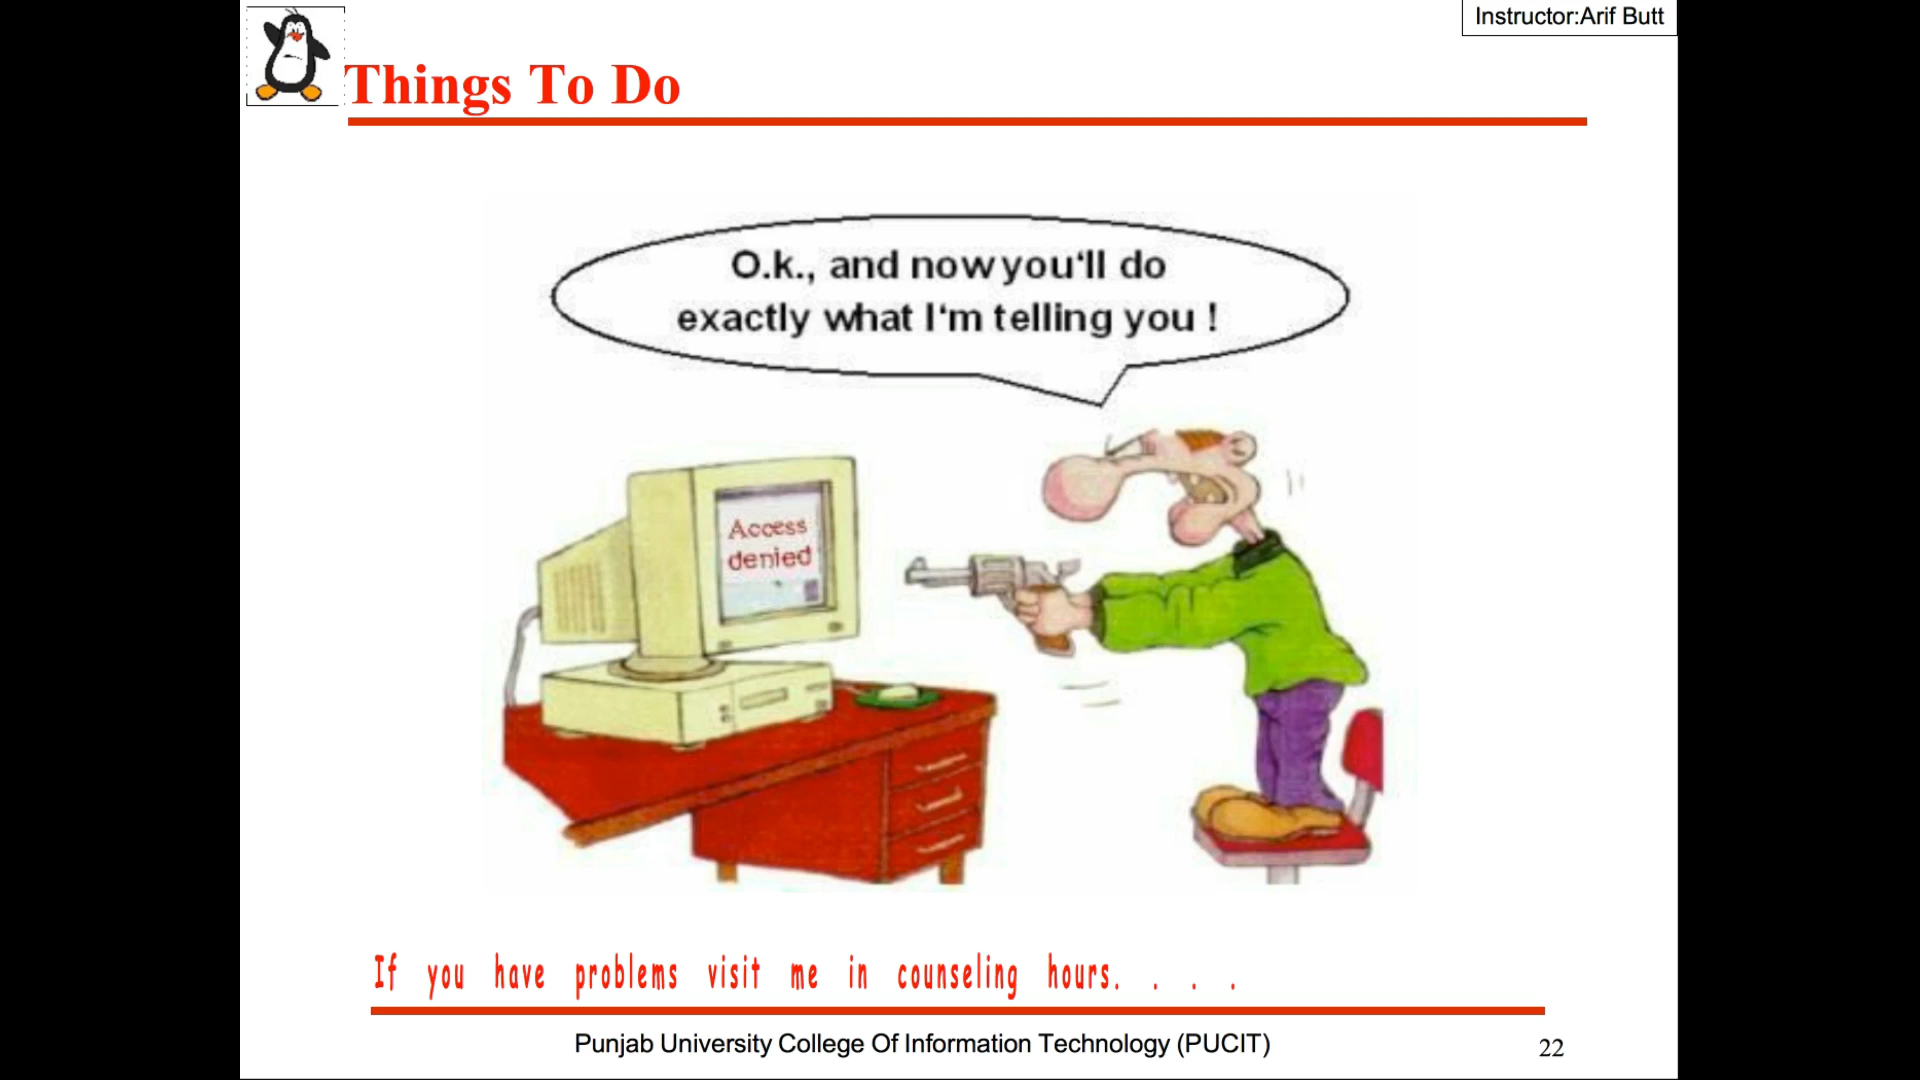 Instructor:Arif Butt
Things To Do
O.k., and now you‘ll do
exactly what I‘m telling you !
Access
denied
If you have problems visit me in counseling hours. . . .
Punjab University College Of Information Technology (PUCIT)
22